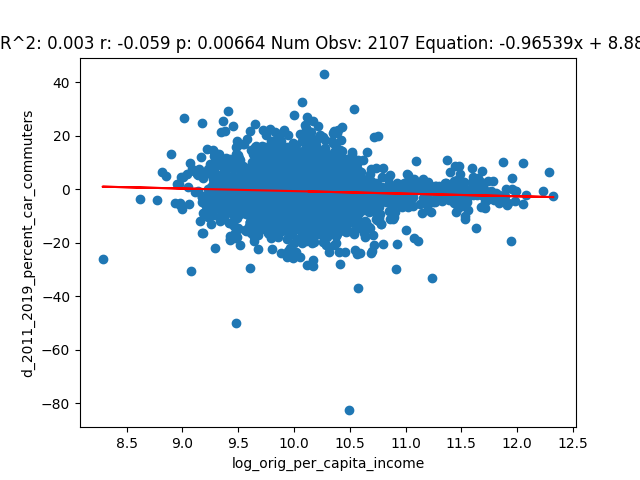 R^2: 0.003 r: -0.059 p: 0.00664 Num Obsv: 2107 Equation: -0.96539x + 8.88
40
20
0
−20
−40
−60
−80
d_2011_2019_percent_car_commuters
8.5 9.0 9.5 10.0 10.5 11.0 11.5 12.0 12.5
log_orig_per_capita_income